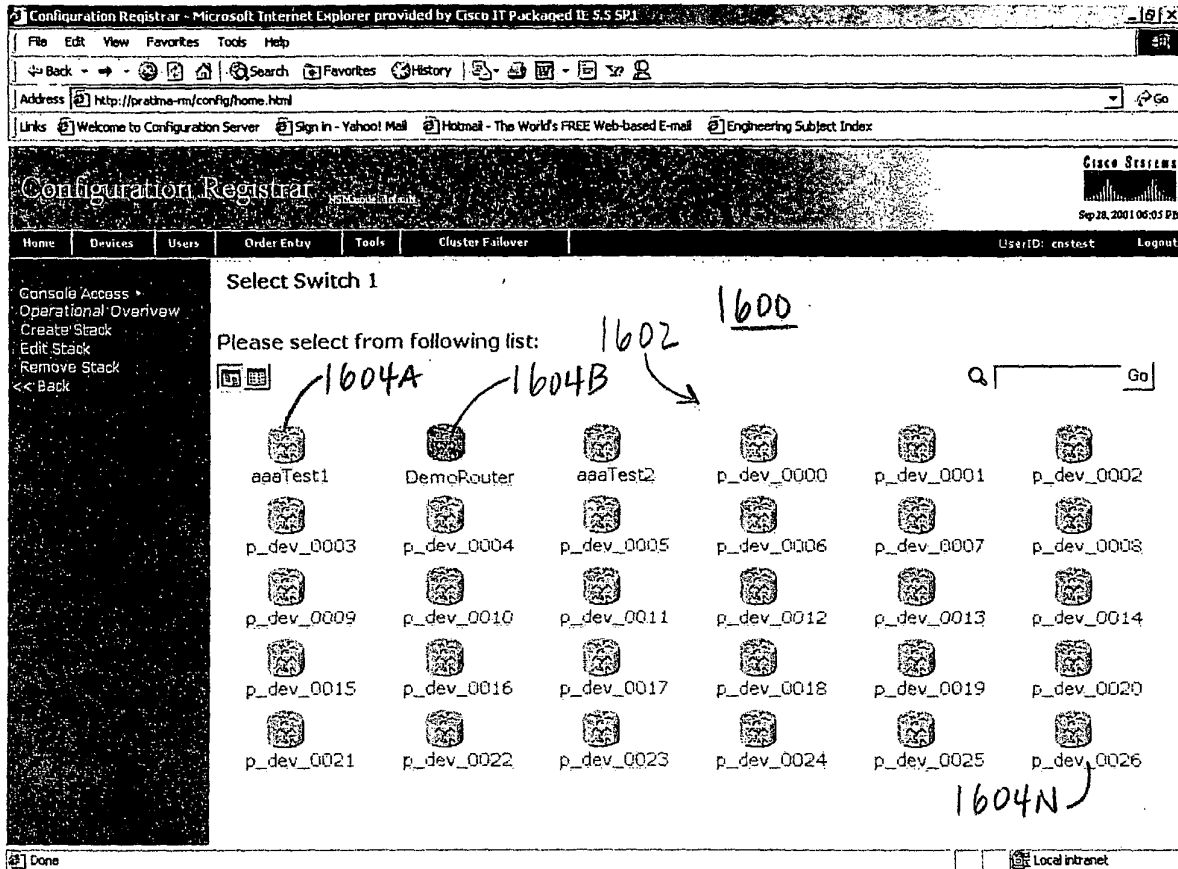 Configuration Registrar - Microsoft Internet Explorer provided by Cisco IT Packaged IE 5.5 SP1
File Edit View Favorites Tools Help
Back Search Favorites History
Address http://pratima-rm/config/home.html Go
Links Welcome to Configuration Server Sign in - Yahoo! Mail Hotmail - The World's FREE Web-based E-mail Engineering Subject Index
Cisco Systems
Configuration Registrar
Sep 28, 2001 06:05 PM
Home Devices Users Order Entry Tools Cluster Failover UserID: cnstest Logout
Console Access
Operational Overivew
Create Stack
Edit Stack
Remove Stack
<< Back
Select Switch 1
1600
Please select from following list:
1602
1604A 1604B
Go
aaaTest1 DemoRouter aaaTest2 p_dev_0000 p_dev_0001 p_dev_0002
p_dev_0003 p_dev_0004 p_dev_0005 p_dev_0006 p_dev_0007 p_dev_0008
p_dev_0009 p_dev_0010 p_dev_0011 p_dev_0012 p_dev_0013 p_dev_0014
p_dev_0015 p_dev_0016 p_dev_0017 p_dev_0018 p_dev_0019 p_dev_0020
p_dev_0021 p_dev_0022 p_dev_0023 p_dev_0024 p_dev_0025 p_dev_0026
1604N
Done Local intranet